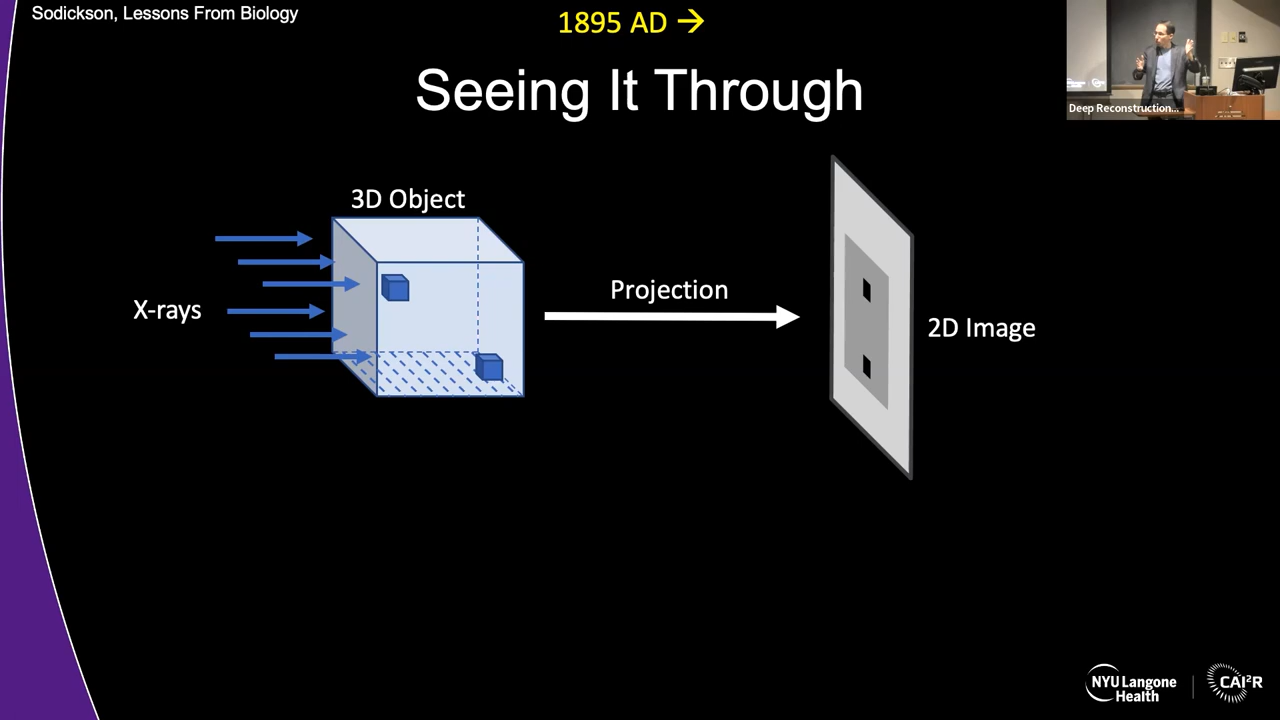 Sodickson, Lessons From Biology
1895 AD →
Seeing It Through
Deep Reconstruction...
3D Object
X-rays
Projection
2D Image
NYU Langone
Health
CAI²R